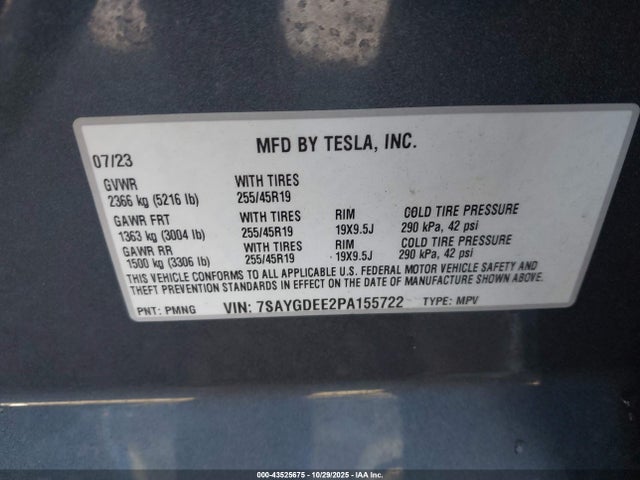 MFD BY TESLA, INC.
07/23
GVWR WITH TIRES
2366 kg (5216 lb) 255/45R19
GAWR FRT WITH TIRES RIM COLD TIRE PRESSURE
1363 kg (3004 lb) 255/45R19 19X9.5J 290 kPa, 42 psi
GAWR RR WITH TIRES RIM COLD TIRE PRESSURE
1500 kg (3306 lb) 255/45R19 19X9.5J 290 kPa, 42 psi
THIS VEHICLE CONFORMS TO ALL APPLICABLE U.S. FEDERAL MOTOR VEHICLE SAFETY AND
THEFT PREVENTION STANDARDS IN EFFECT ON THE DATE OF MANUFACTURE SHOWN ABOVE.
PNT: PMNG VIN: 7SAYGDEE2PA155722 TYPE: MPV
000-43525675 - 10/29/2025 - IAA Inc.